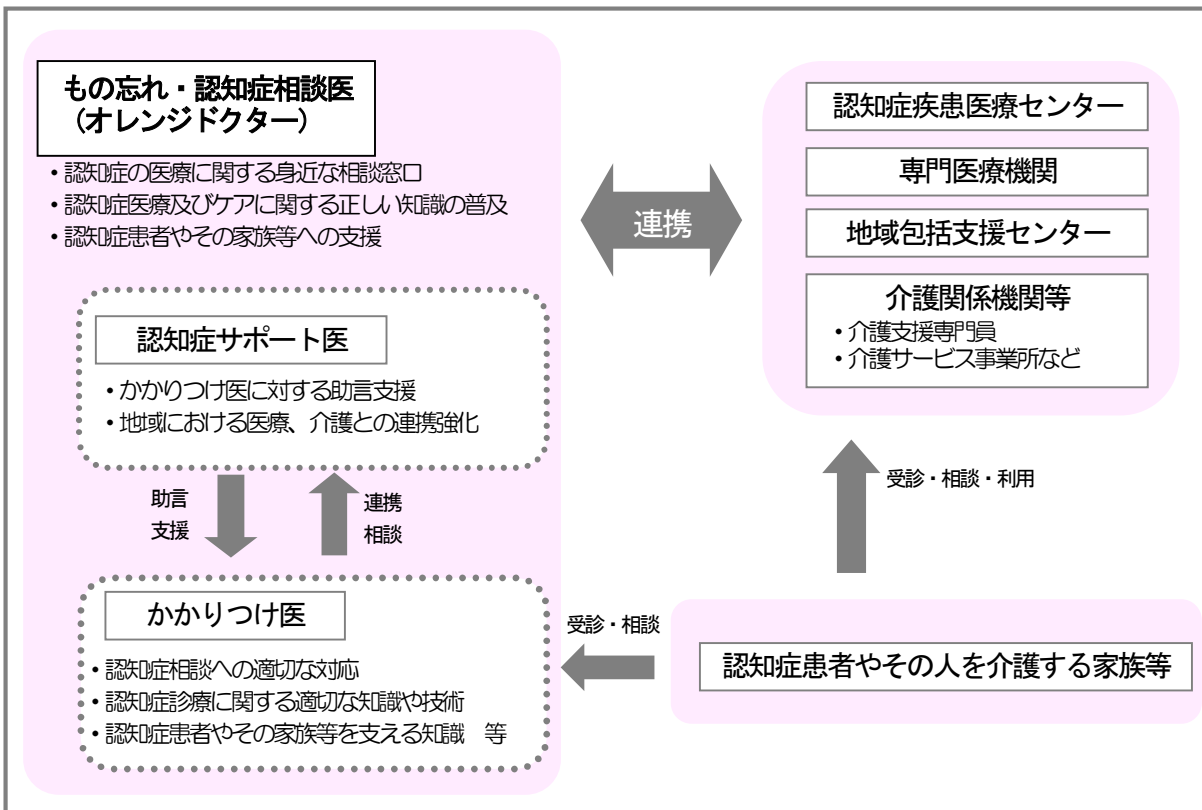 もの忘れ・認知症相談医
(オレンジドクター)
・認知症の医療に関する身近な相談窓口
・認知症医療及びケアに関する正しい知識の普及
・認知症患者やその家族等への支援
認知症サポート医
・かかりつけ医に対する助言支援
・地域における医療、介護との連携強化
助言
支援
連携
相談
かかりつけ医
・認知症相談への適切な対応
・認知症診療に関する適切な知識や技術
・認知症患者やその家族等を支える知識　等
連携
認知症疾患医療センター
専門医療機関
地域包括支援センター
介護関係機関等
・介護支援専門員
・介護サービス事業所など
受診・相談・利用
受診・相談
認知症患者やその人を介護する家族等